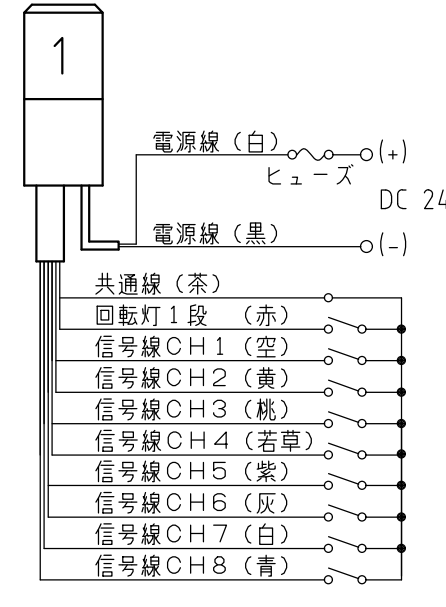 1
電源線（白）
(+)
ヒューズ
DC 24
電源線（黒）
(-)
共通線（茶）
回転灯１段　（赤）
信号線ＣＨ１（空）
信号線ＣＨ２（黄）
信号線ＣＨ３（桃）
信号線ＣＨ４（若草）
信号線ＣＨ５（紫）
信号線ＣＨ６（灰）
信号線ＣＨ７（白）
信号線ＣＨ８（青）